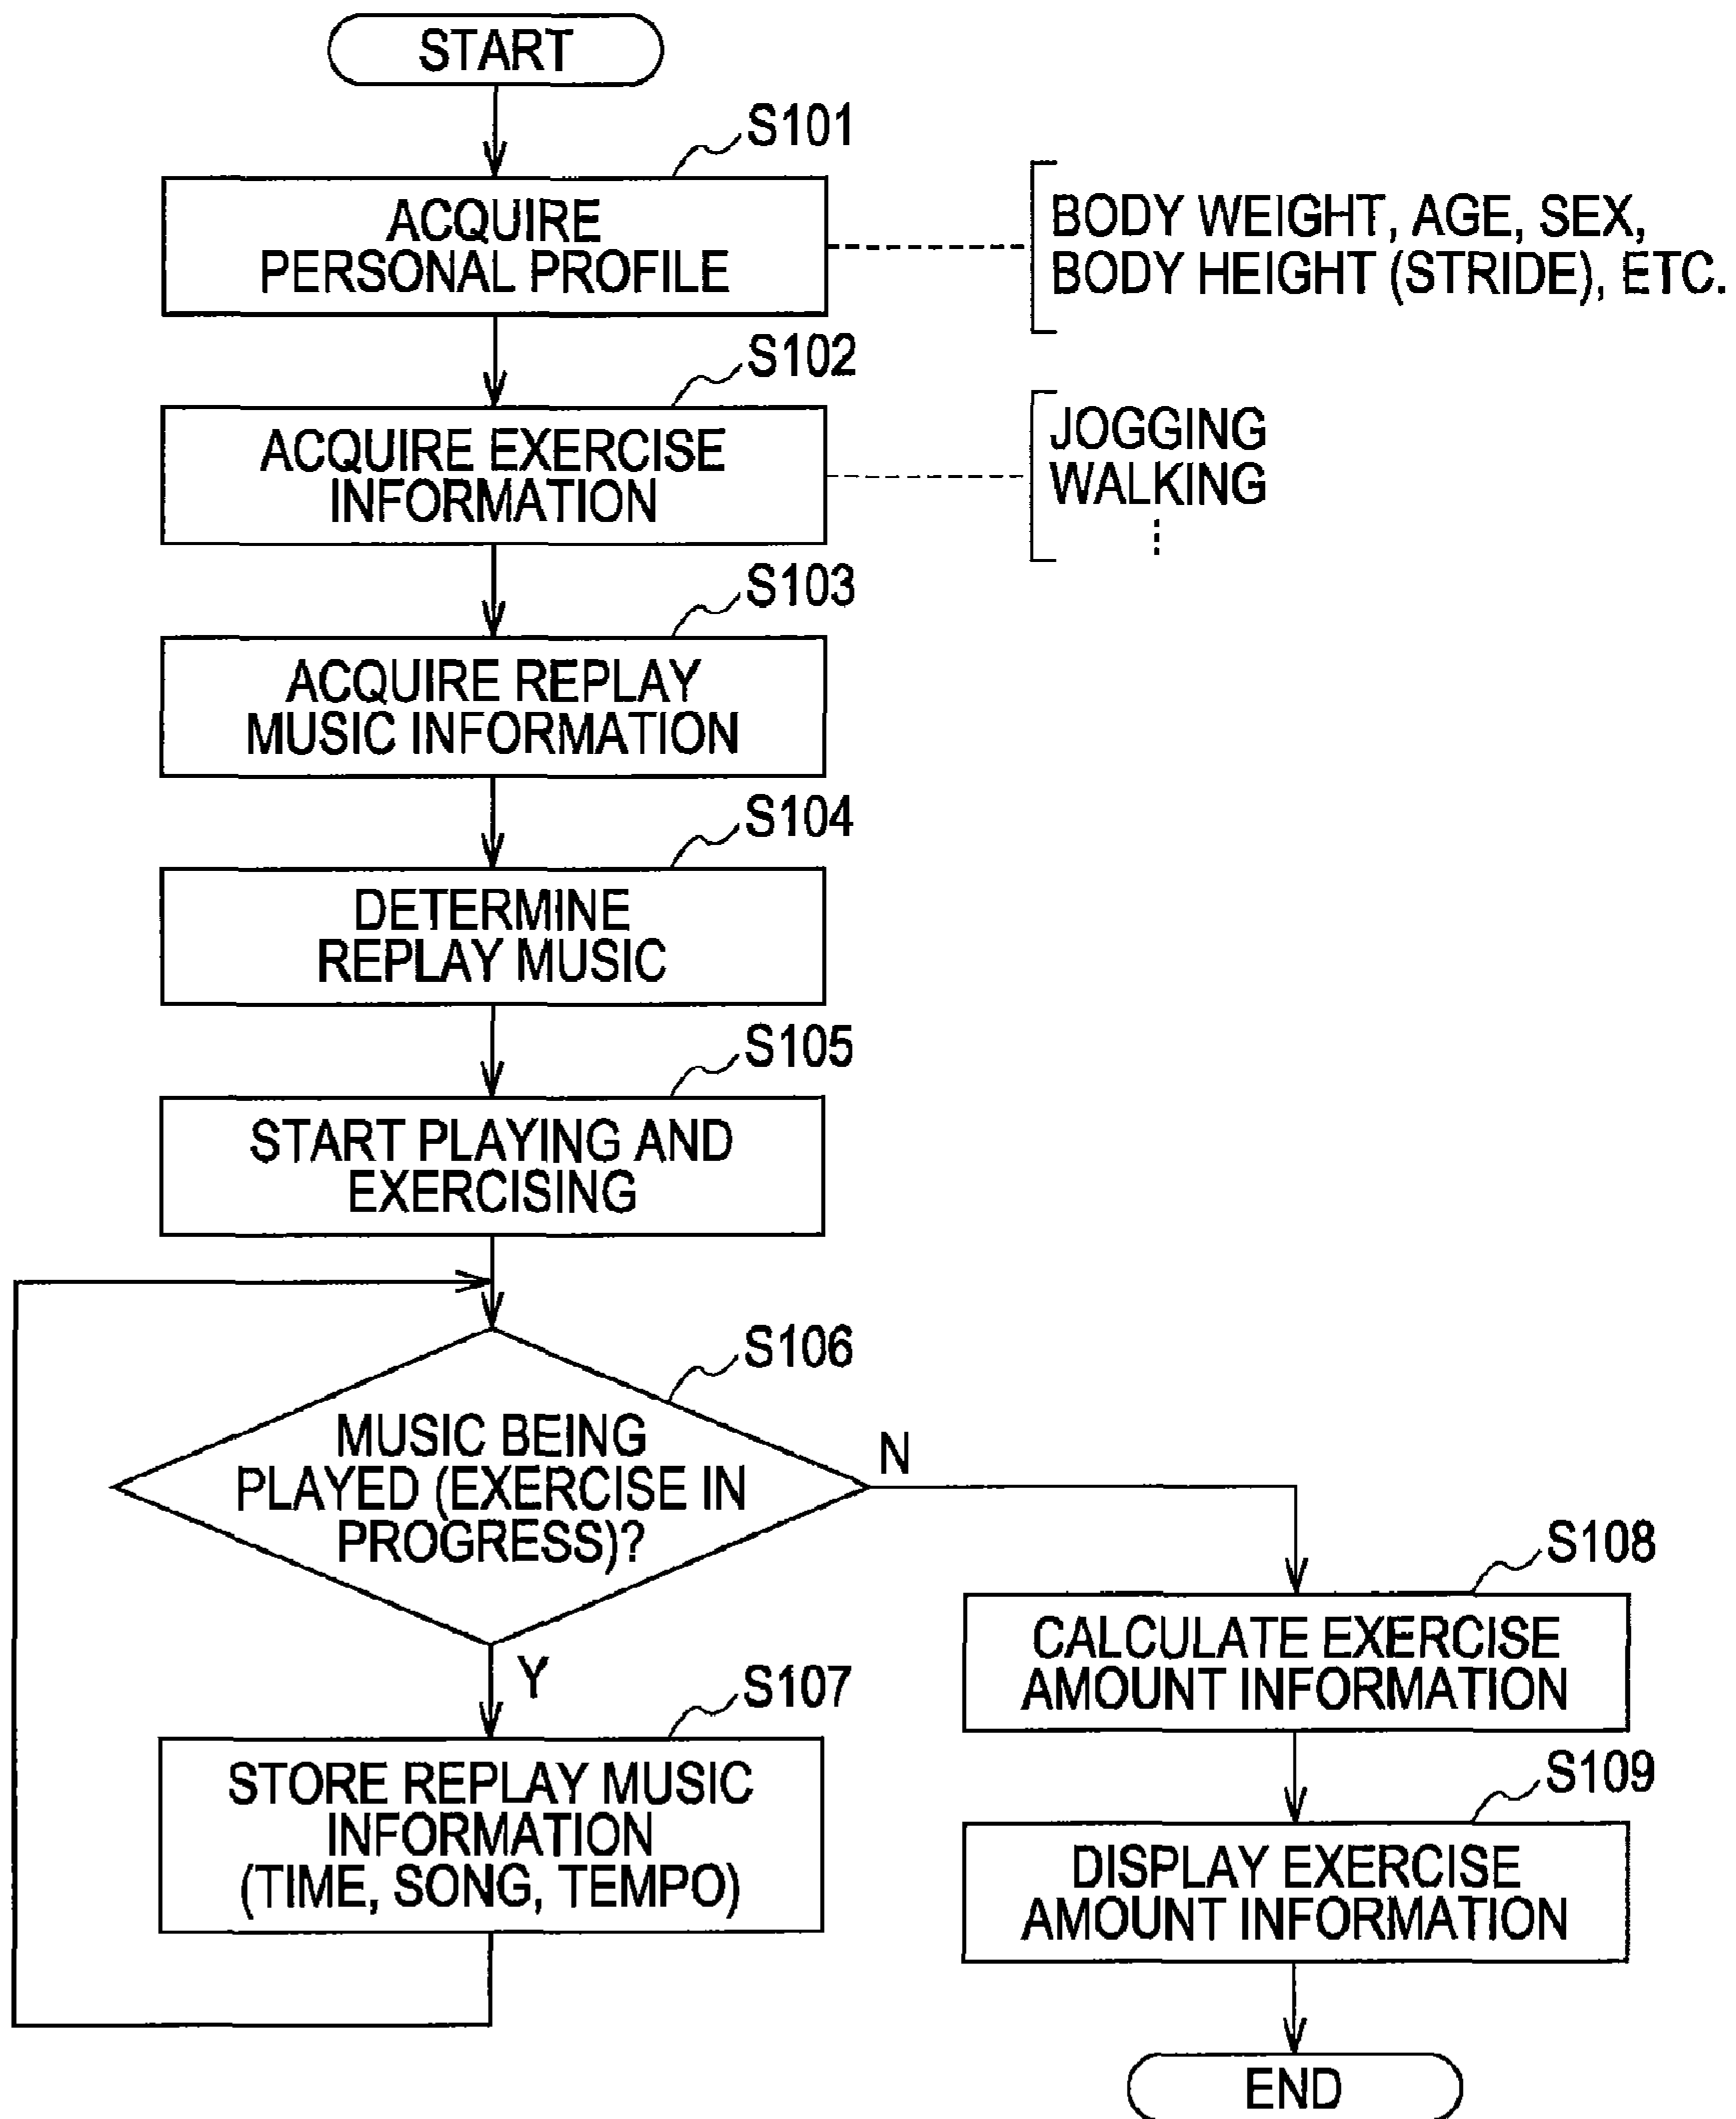 START
S101
ACQUIRE
PERSONAL PROFILE
BODY WEIGHT, AGE, SEX,
BODY HEIGHT (STRIDE), ETC.
S102
ACQUIRE EXERCISE
INFORMATION
JOGGING
WALKING
S103
ACQUIRE REPLAY
MUSIC INFORMATION
S104
DETERMINE
REPLAY MUSIC
S105
START PLAYING AND
EXERCISING
S106
MUSIC BEING
PLAYED (EXERCISE IN
PROGRESS)?
N
Y
S107
STORE REPLAY MUSIC
INFORMATION
(TIME, SONG, TEMPO)
S108
CALCULATE EXERCISE
AMOUNT INFORMATION
S109
DISPLAY EXERCISE
AMOUNT INFORMATION
END